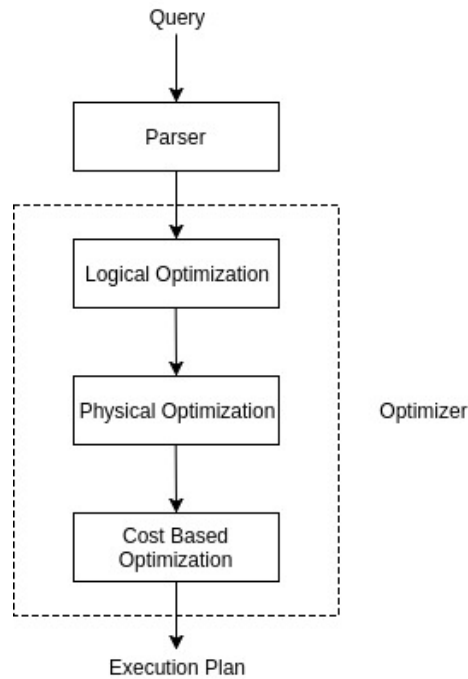 Query
Parser
Logical Optimization
Physical Optimization
Optimizer
Cost Based
Optimization
Execution Plan